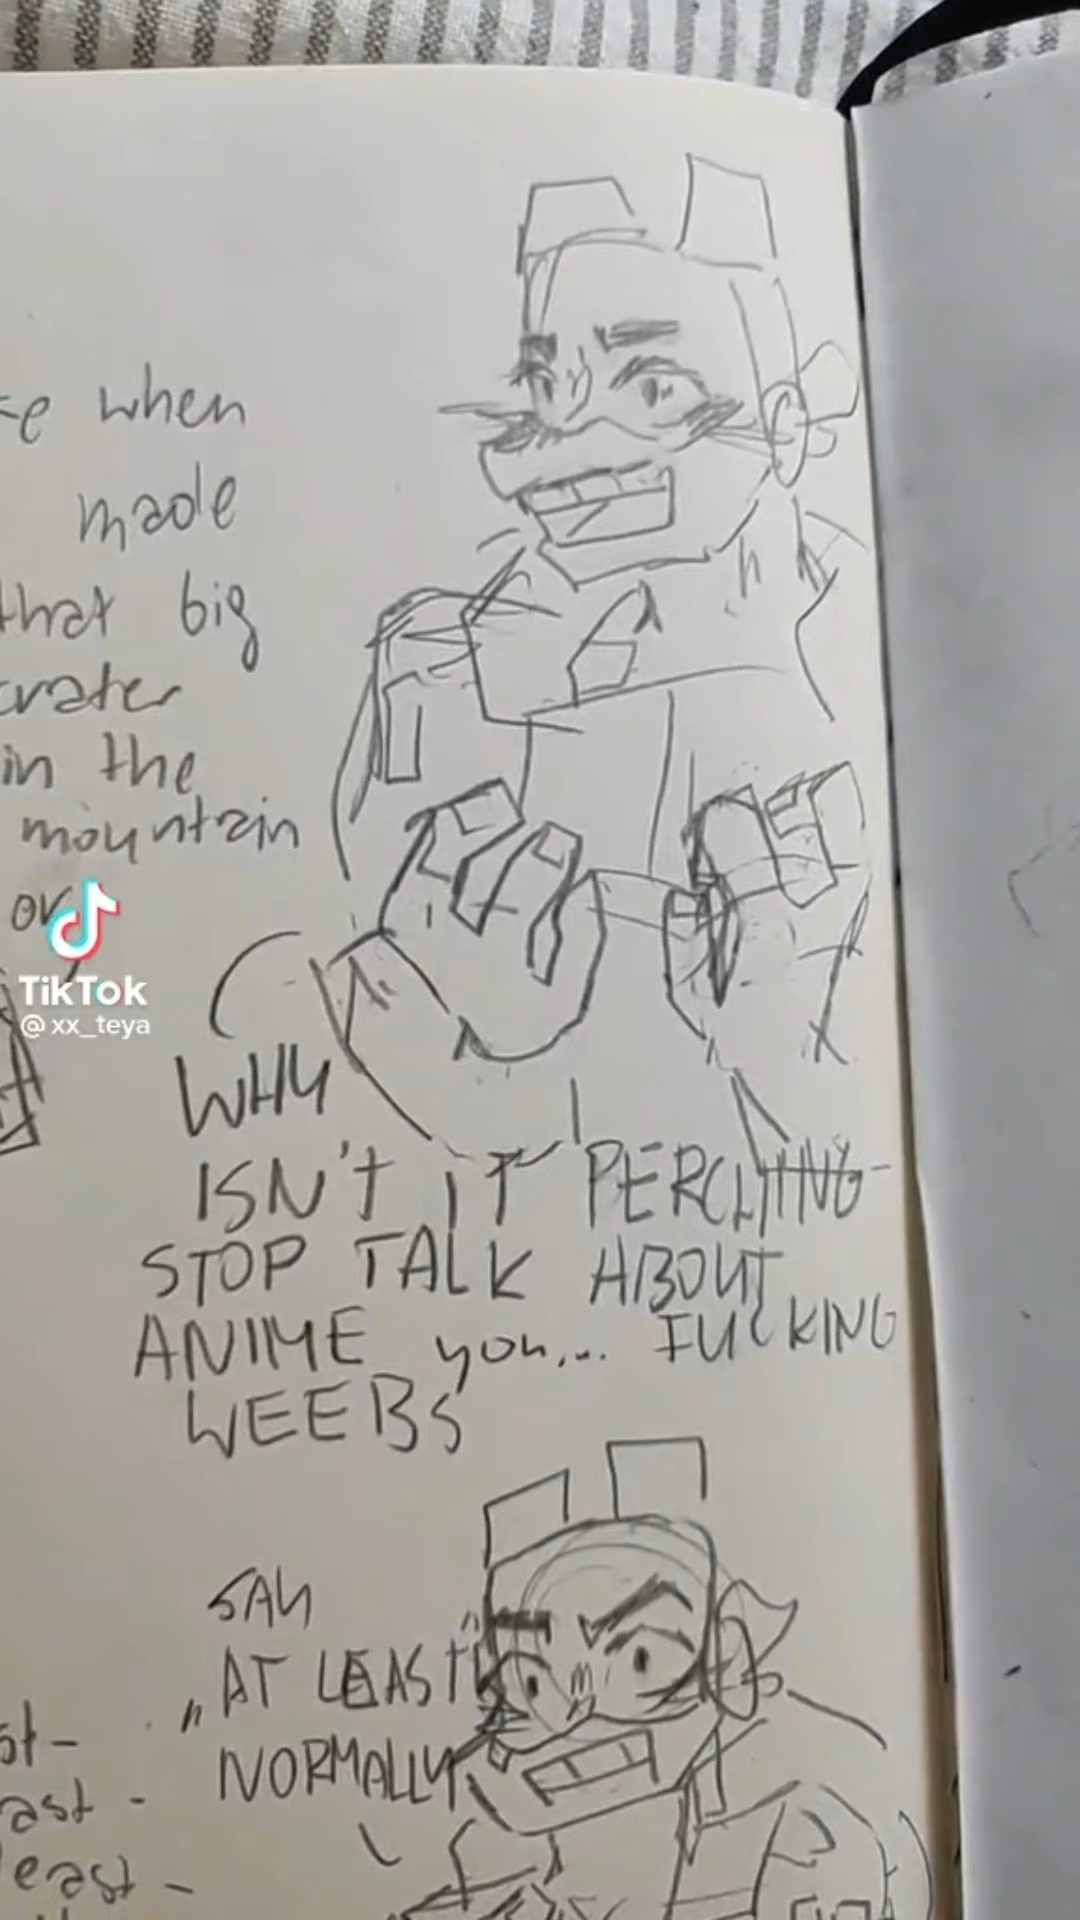 when
made
that big
crater
in the
mountain
or
TikTok
@xx_teya
WHY
ISN'T IT PERCHING-
STOP TALK ABOUT
ANIME you... FUCKING
WEEBS
SAY
„AT LEAST"
NORMALLY
least -